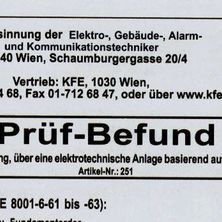 sinnung der Elektro-, Gebäude-, Alarm-
und Kommunikationstechniker
40 Wien, Schaumburgergasse 20/4
Vertrieb: KFE, 1030 Wien,
4 68, Fax 01-712 68 47, oder über www.kfe
Prüf-Befund
ng, über eine elektrotechnische Anlage basierend au
Artikel-Nr.: 251
E 8001-6-61 bis -63):